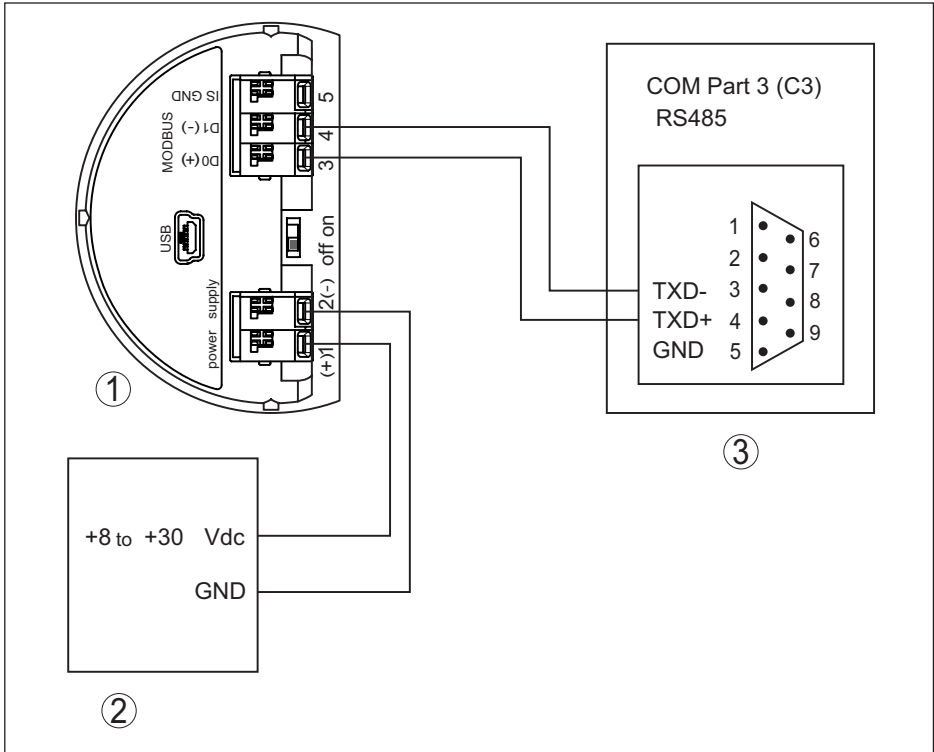 IS GND
MODBUS
D1(-)
D0(+)
USB
power supply
5
4
3
off on
2(-)
(+)1
1
+8 to +30 Vdc
GND
2
COM Part 3 (C3)
RS485
1
6
2
7
TXD- 3
8
TXD+ 4
9
GND 5
3